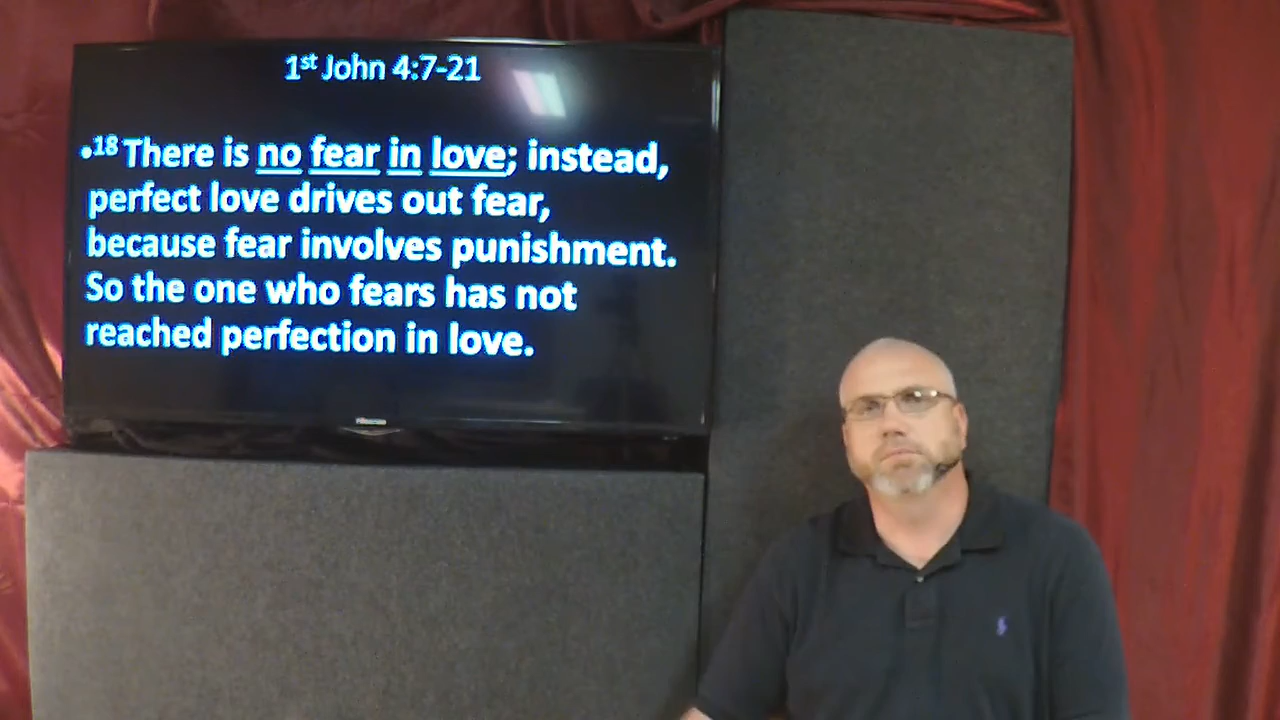 1st John 4:7-21
•18 There is no fear in love; instead,
perfect love drives out fear,
because fear involves punishment.
So the one who fears has not
reached perfection in love.
Hisense